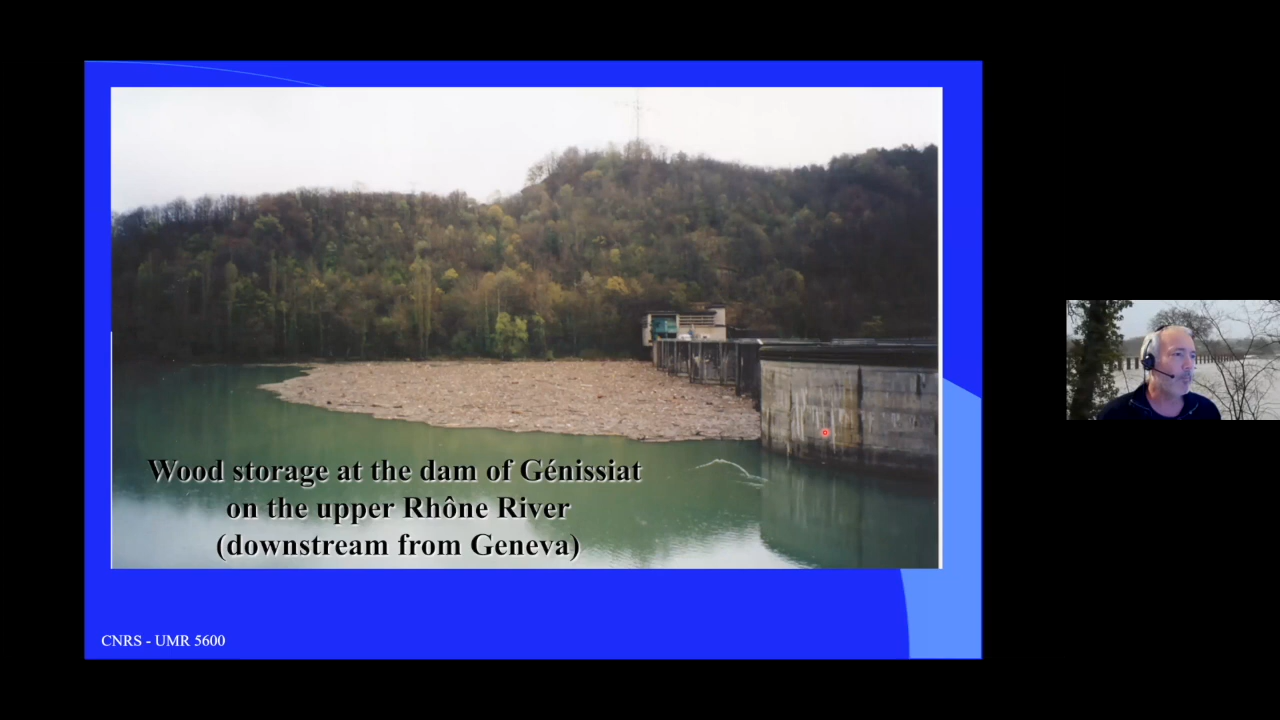 Wood storage at the dam of Génissiat
on the upper Rhône River
(downstream from Geneva)
CNRS - UMR 5600